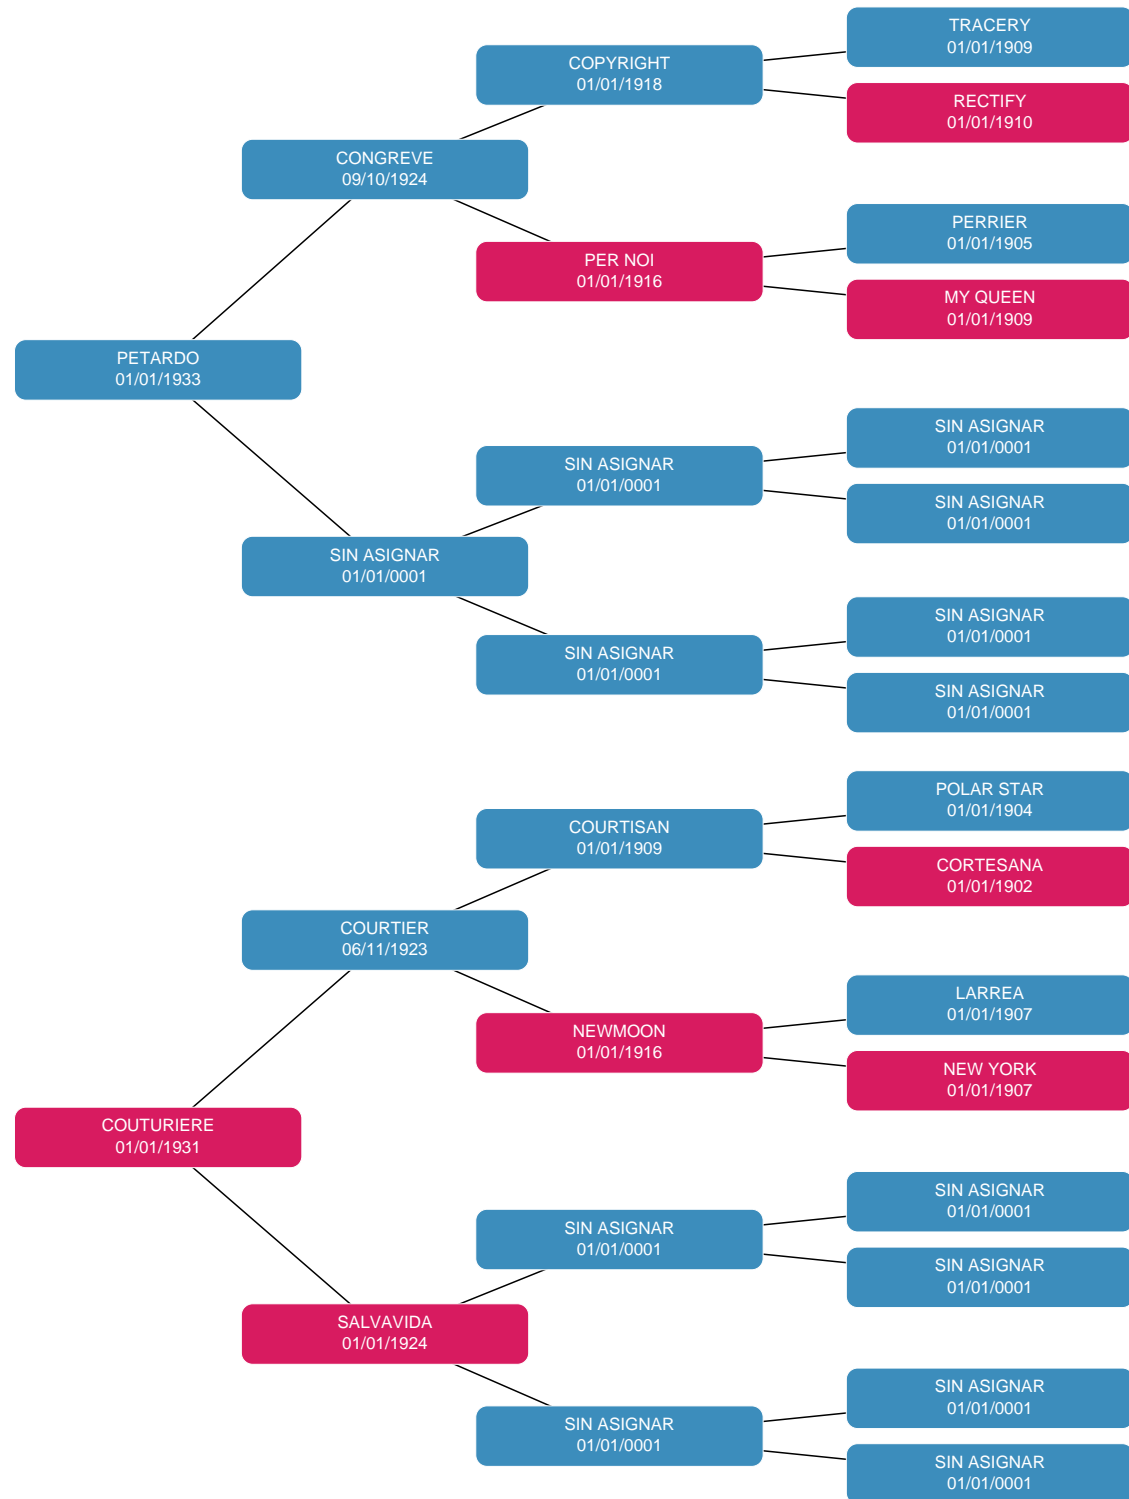 TRACERY
01/01/1909
COPYRIGHT
01/01/1918
RECTIFY
01/01/1910
CONGREVE
09/10/1924
PERRIER
01/01/1905
PER NOI
01/01/1916
MY QUEEN
01/01/1909
PETARDO
01/01/1933
SIN ASIGNAR
01/01/0001
SIN ASIGNAR
01/01/0001
SIN ASIGNAR
01/01/0001
SIN ASIGNAR
01/01/0001
SIN ASIGNAR
01/01/0001
SIN ASIGNAR
01/01/0001
SIN ASIGNAR
01/01/0001
POLAR STAR
01/01/1904
COURTISAN
01/01/1909
CORTESANA
01/01/1902
COURTIER
06/11/1923
LARREA
01/01/1907
NEWMOON
01/01/1916
NEW YORK
01/01/1907
COUTURIERE
01/01/1931
SIN ASIGNAR
01/01/0001
SIN ASIGNAR
01/01/0001
SIN ASIGNAR
01/01/0001
SALVAVIDA
01/01/1924
SIN ASIGNAR
01/01/0001
SIN ASIGNAR
01/01/0001
SIN ASIGNAR
01/01/0001